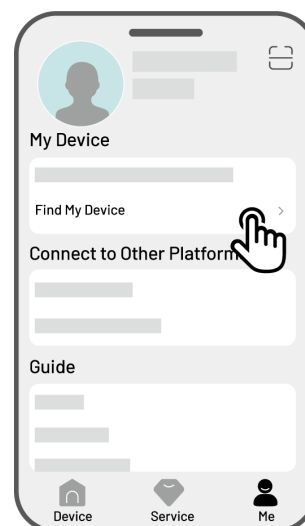 My Device
Find My Device
Connect to Other Platform
Guide
Device Service Me